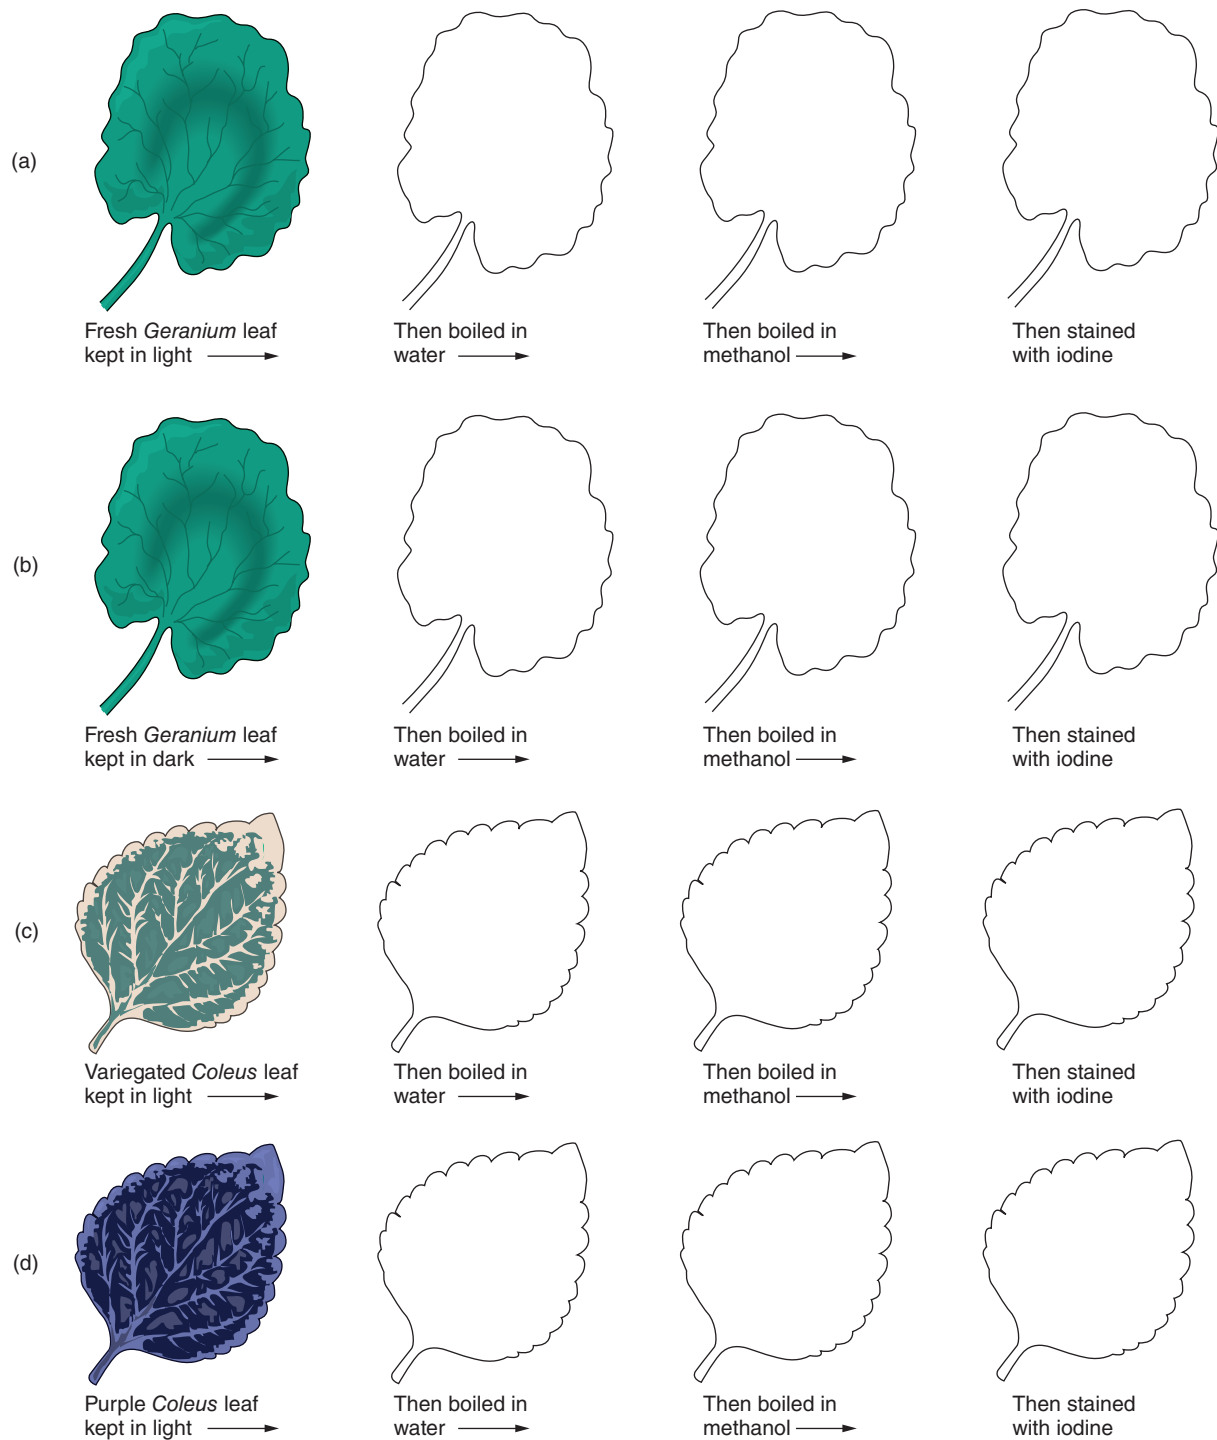 (a)
Fresh Geranium leaf
kept in light
Then boiled in
water
Then boiled in
methanol
Then stained
with iodine
(b)
Fresh Geranium leaf
kept in dark
Then boiled in
water
Then boiled in
methanol
Then stained
with iodine
(c)
Variegated Coleus leaf
kept in light
Then boiled in
water
Then boiled in
methanol
Then stained
with iodine
(d)
Purple Coleus leaf
kept in light
Then boiled in
water
Then boiled in
methanol
Then stained
with iodine